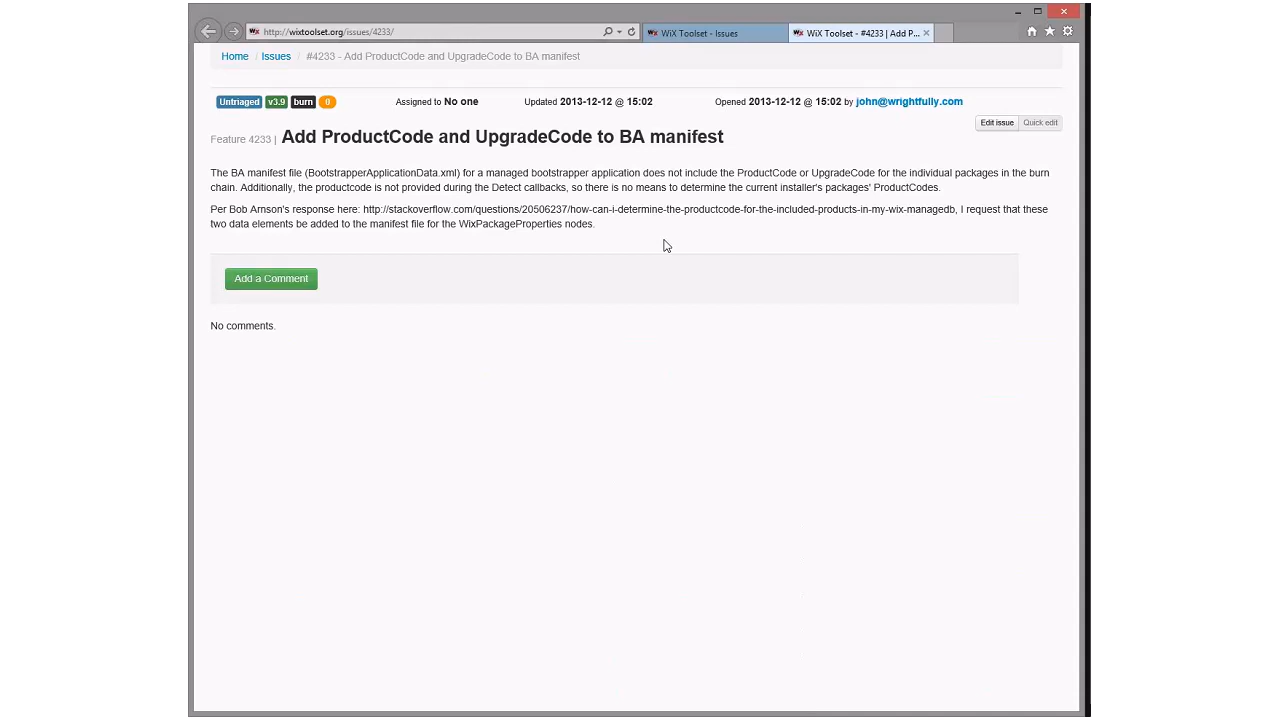 http://wixtoolset.org/issues/4233/
WiX Toolset - Issues
WiX Toolset - #4233 | Add P...
Home / Issues / #4233 - Add ProductCode and UpgradeCode to BA manifest
Untriaged v3.9 burn 0 Assigned to No one Updated 2013-12-12 @ 15:02 Opened 2013-12-12 @ 15:02 by john@wrightfully.com
Edit issue Quick edit
Feature 4233 | Add ProductCode and UpgradeCode to BA manifest
The BA manifest file (BootstrapperApplicationData.xml) for a managed bootstrapper application does not include the ProductCode or UpgradeCode for the individual packages in the burn
chain. Additionally, the productcode is not provided during the Detect callbacks, so there is no means to determine the current installer's packages' ProductCodes.
Per Bob Arnson's response here: http://stackoverflow.com/questions/20506237/how-can-i-determine-the-productcode-for-the-included-products-in-my-wix-managedb, I request that these
two data elements be added to the manifest file for the WixPackageProperties nodes.
Add a Comment
No comments.